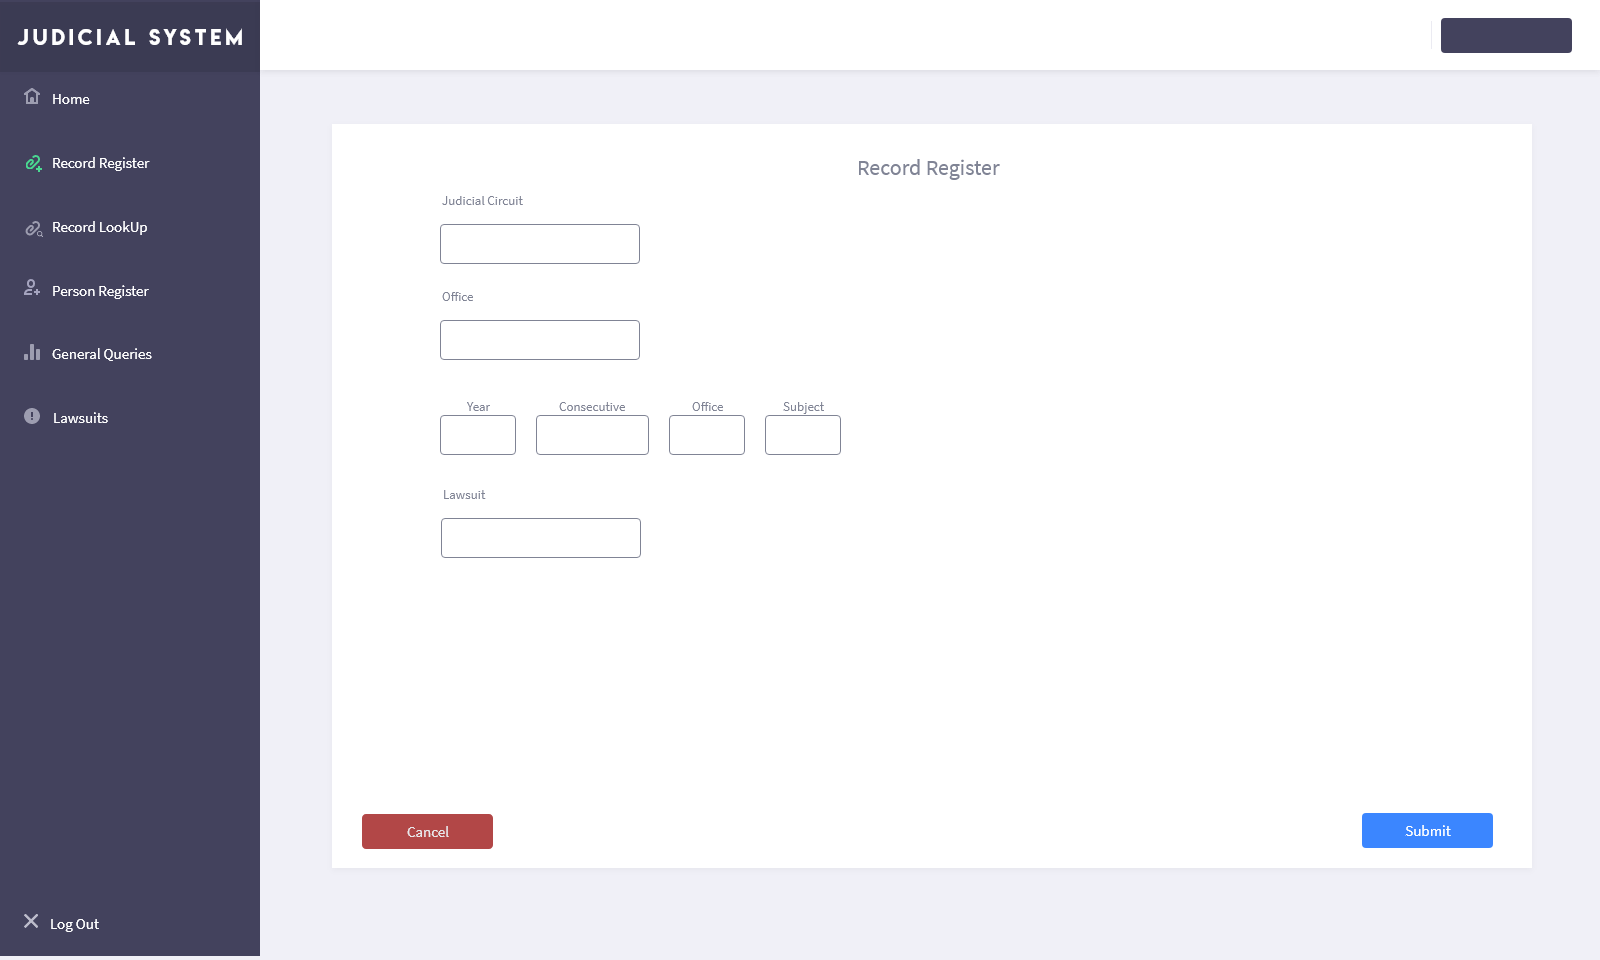 JUDICIAL SYSTEM
Home
Record Register
Record LookUp
Person Register
General Queries
Lawsuits
Log Out
Record Register
Judicial Circuit
Office
Year Consecutive Office Subject
Lawsuit
Cancel Submit